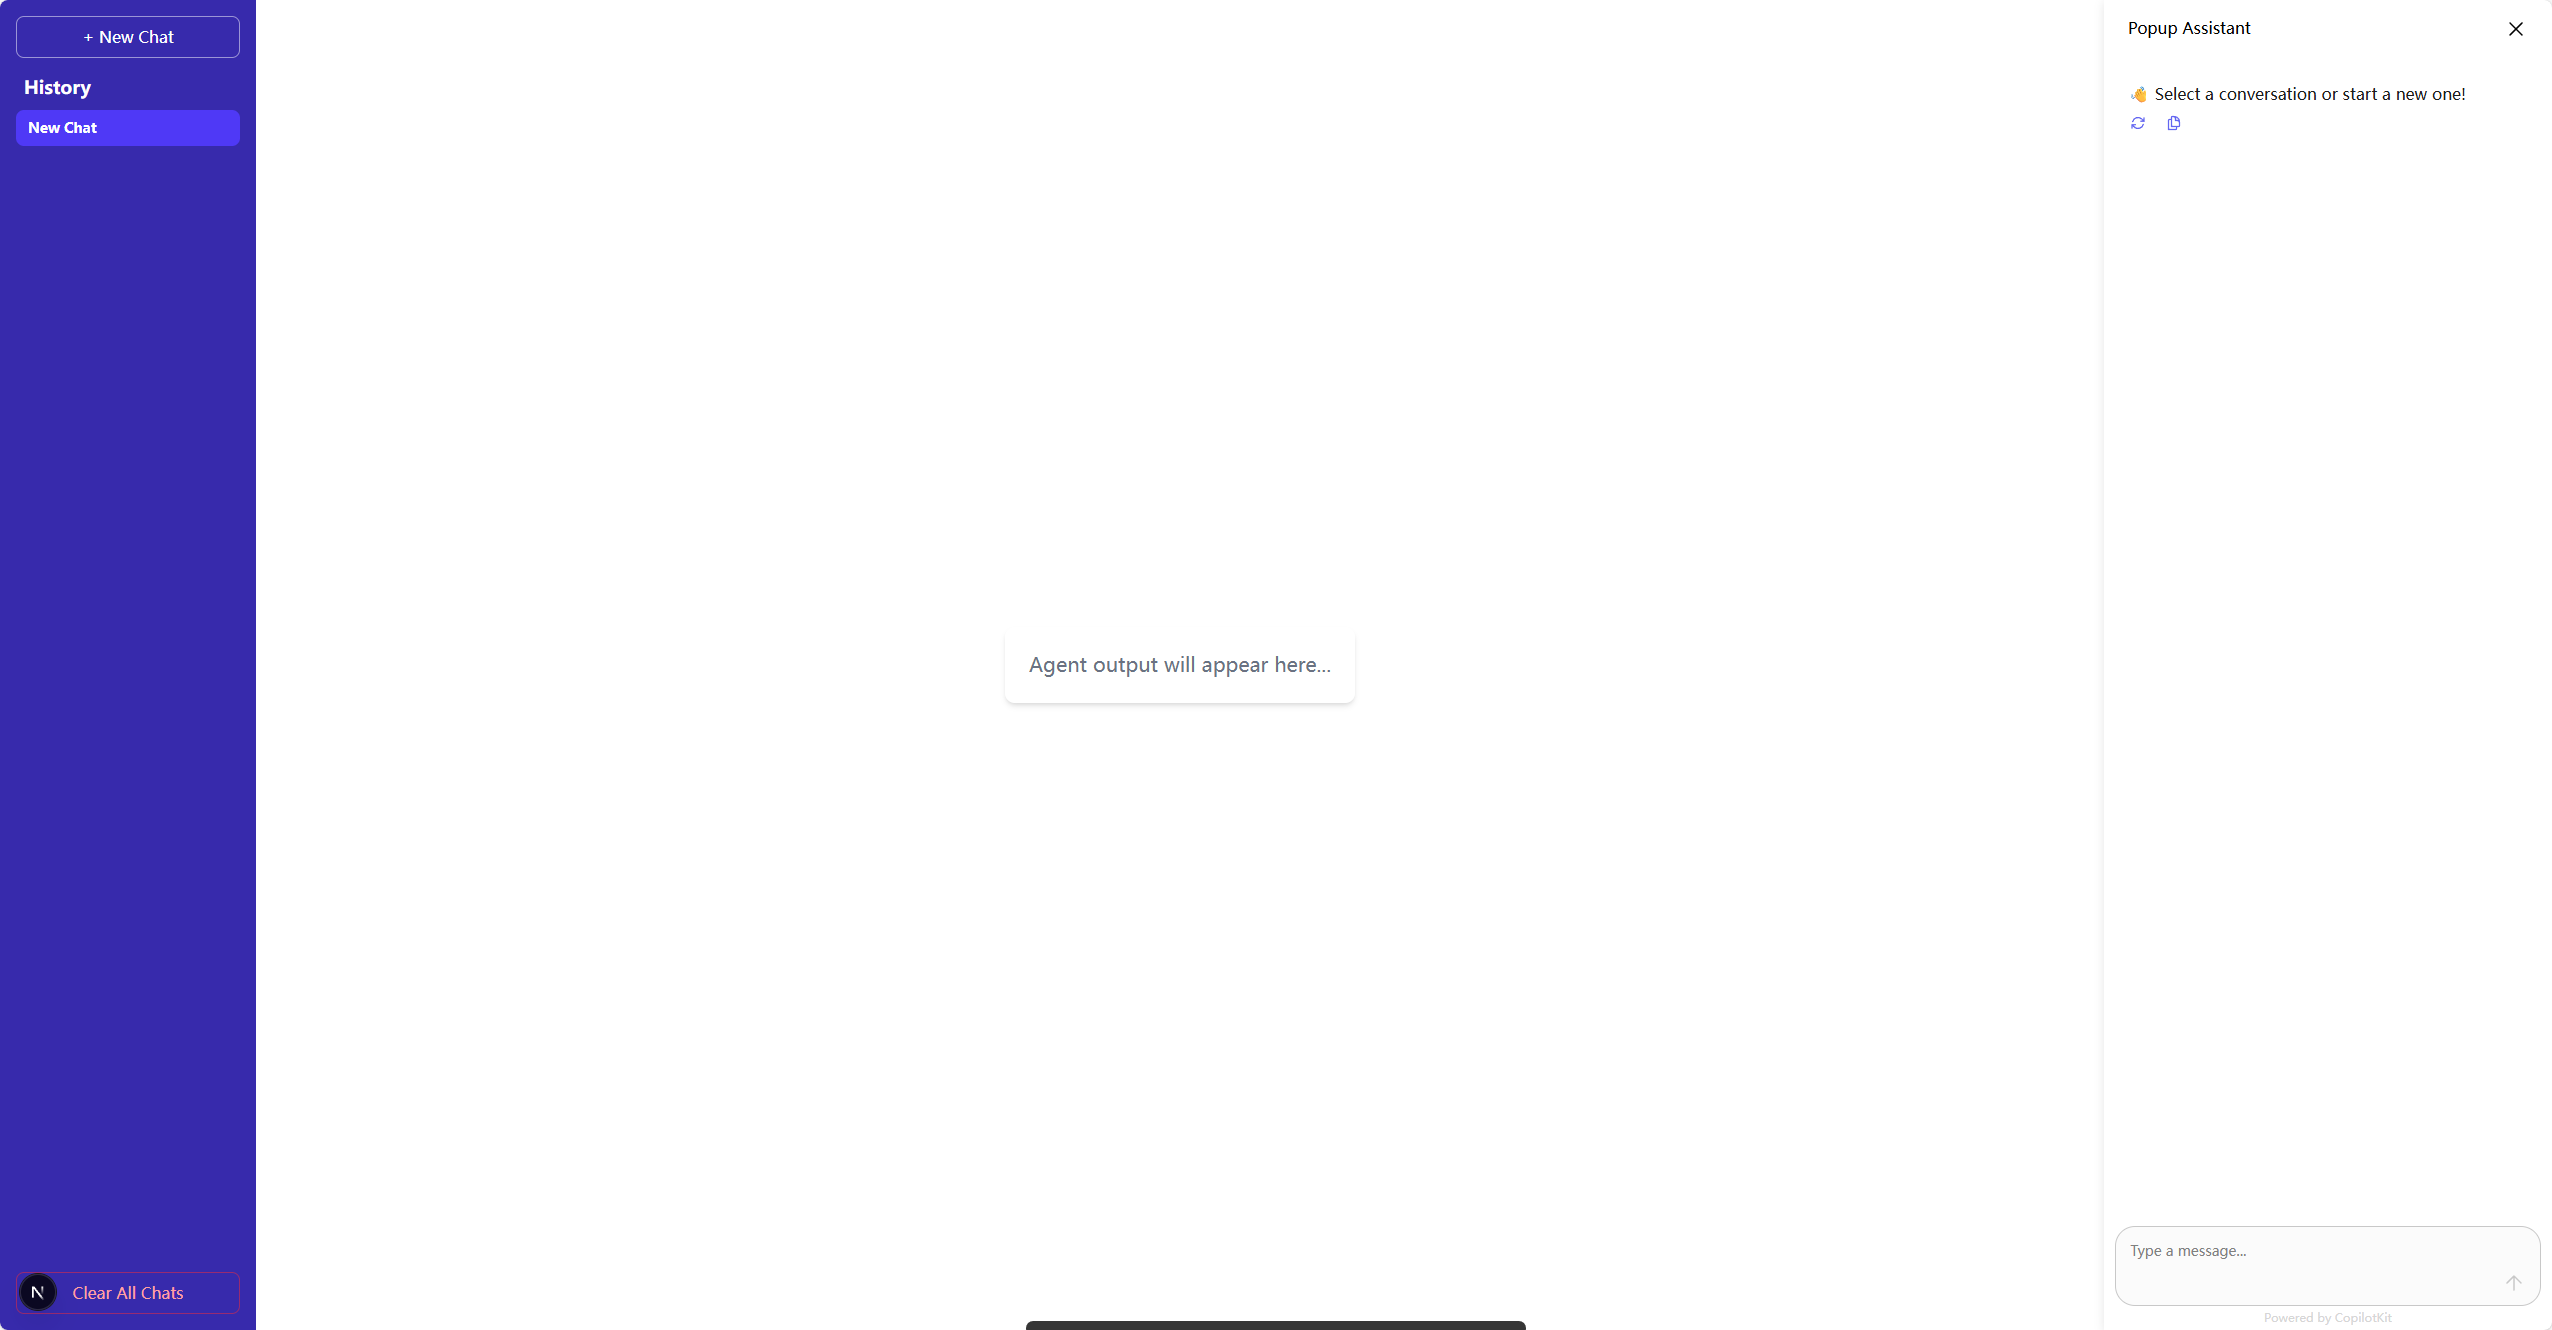 + New Chat
History
New Chat
N
Clear All Chats
Agent output will appear here...
Popup Assistant
👋 Select a conversation or start a new one!
Type a message...
Powered by CopilotKit